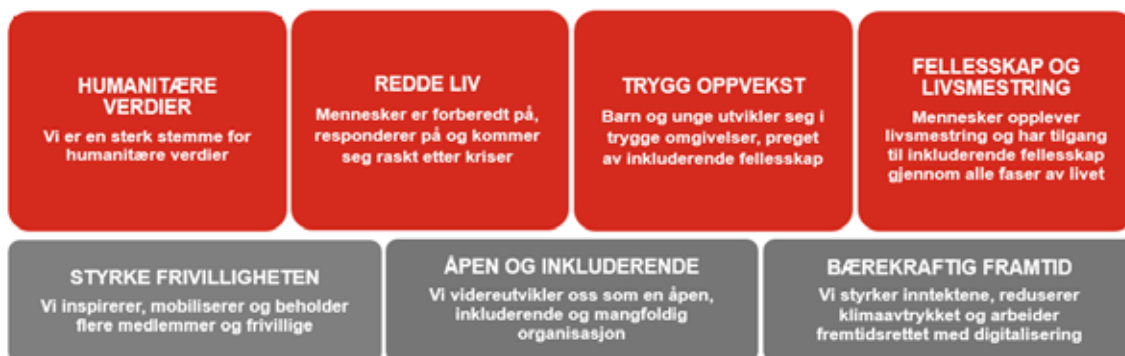 HUMANITÆRE
VERDIER
Vi er en sterk stemme for
humanitære verdier
REDDE LIV
Mennesker er forberedt på,
responderer på og kommer
seg raskt etter kriser
TRYGG OPPVEKST
Barn og unge utvikler seg i
trygge omgivelser, preget
av inkluderende fellesskap
FELLESSKAP OG
LIVSMESTRING
Mennesker opplever
livsmestring og har tilgang
til inkluderende fellesskap
gjennom alle faser av livet
STYRKE FRIVILLIGHETEN
Vi inspirerer, mobiliserer og beholder
flere medlemmer og frivillige
ÅPEN OG INKLUDERENDE
Vi videreutvikler oss som en åpen,
inkluderende og mangfoldig
organisasjon
BÆREKRAFTIG FRAMTID
Vi styrker inntektene, reduserer
klimaavtrykket og arbeider
fremtidsrettet med digitalisering